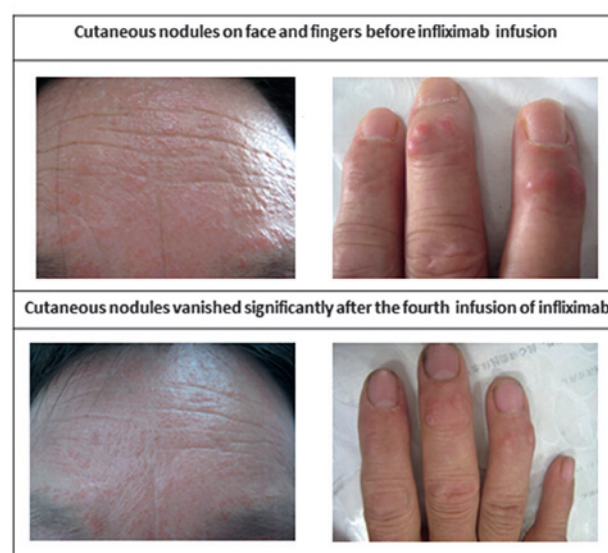 Cutaneous nodules on face and fingers before infliximab infusion
Cutaneous nodules vanished significantly after the fourth infusion of infliximab